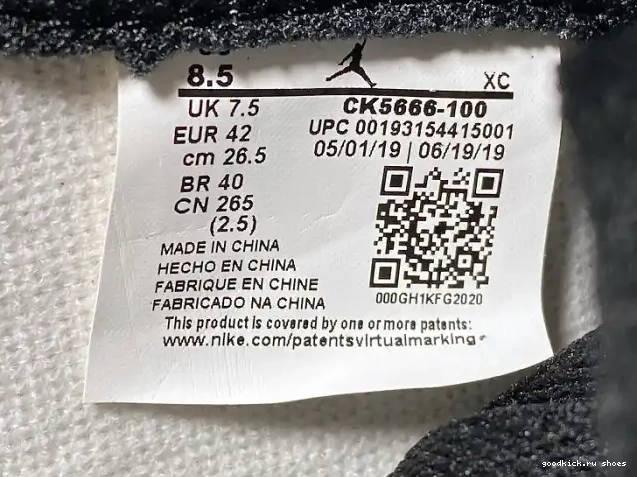 8.5
XC
UK 7.5
CK5666-100
EUR 42
UPC 00193154415001
cm 26.5
05/01/19 | 06/19/19
BR 40
CN 265
(2.5)
MADE IN CHINA
HECHO EN CHINA
FABRIQUE EN CHINE
FABRICADO NA CHINA
000GH1KFG2020
This product is covered by one or more patents:
www.nike.com/patentsvirtualmarking
goodkick.ru shoes